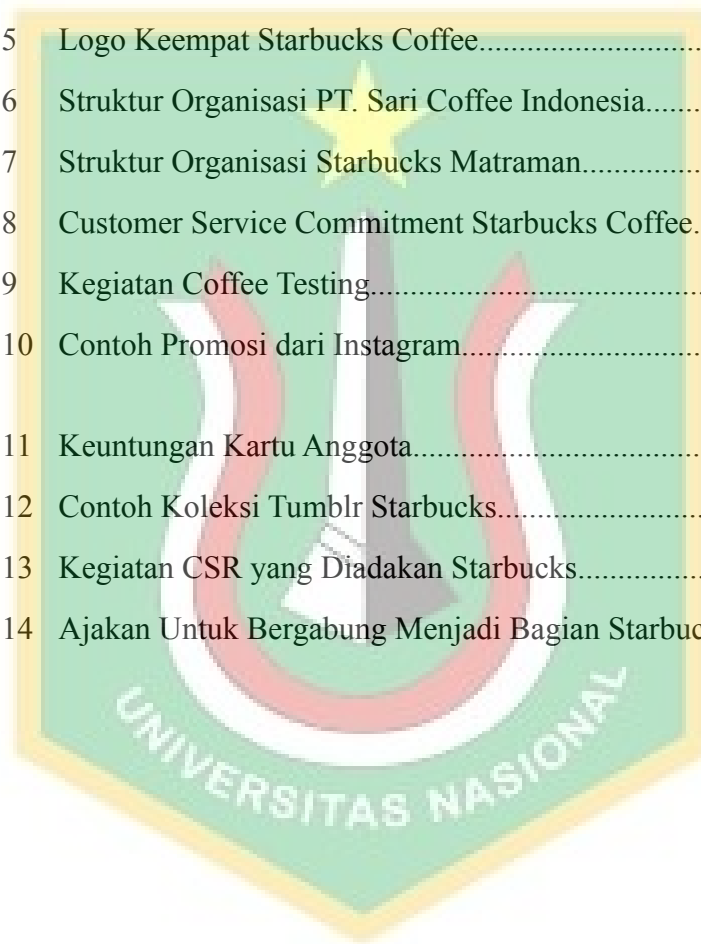 5 Logo Keempat Starbucks Coffee............................
6 Struktur Organisasi PT. Sari Coffee Indonesia.......
7 Struktur Organisasi Starbucks Matraman...............
8 Customer Service Commitment Starbucks Coffee.
9 Kegiatan Coffee Testing..........................................
10 Contoh Promosi dari Instagram..............................
11 Keuntungan Kartu Anggota.....................................
12 Contoh Koleksi Tumblr Starbucks..........................
13 Kegiatan CSR yang Diadakan Starbucks...............
14 Ajakan Untuk Bergabung Menjadi Bagian
UNIVERSITAS NASIONAL